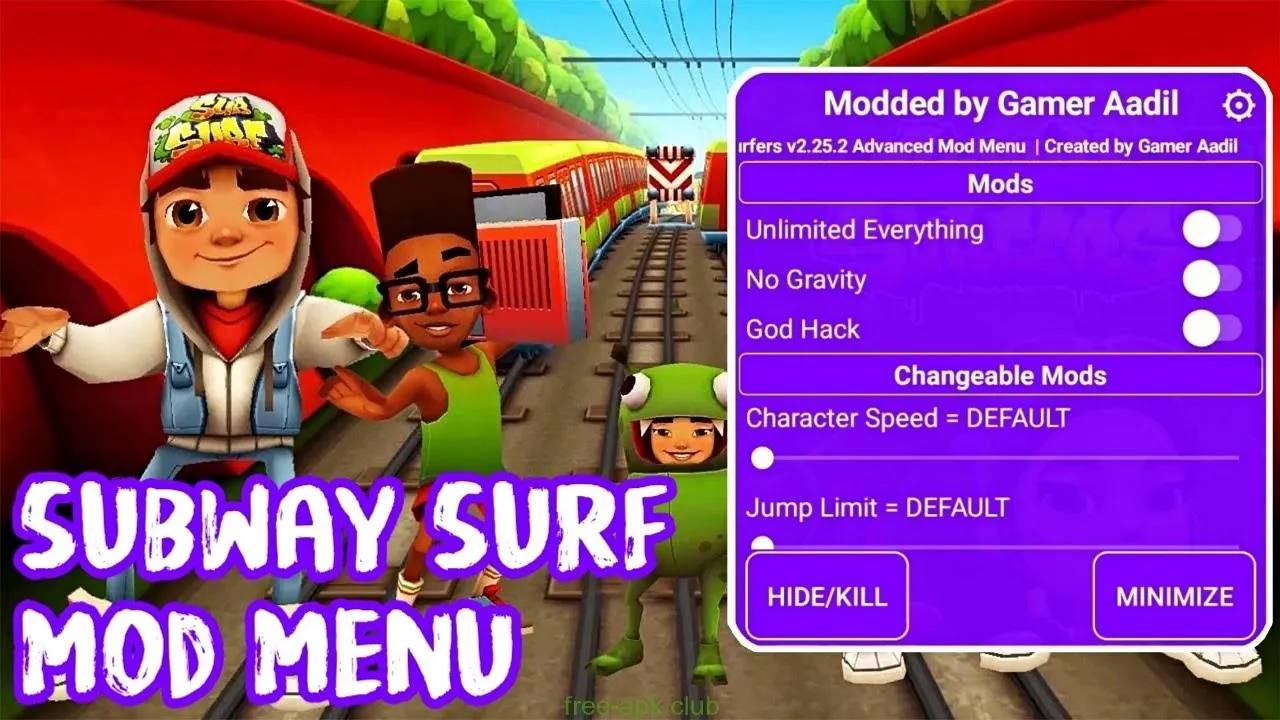 SUB
SURF
SUBWAY SURF
MOD MENU
Modded by Gamer Aadil
urfers v2.25.2 Advanced Mod Menu | Created by Gamer Aadil
Mods
Unlimited Everything
No Gravity
God Hack
Changeable Mods
Character Speed = DEFAULT
Jump Limit = DEFAULT
HIDE/KILL
MINIMIZE
free-apk club